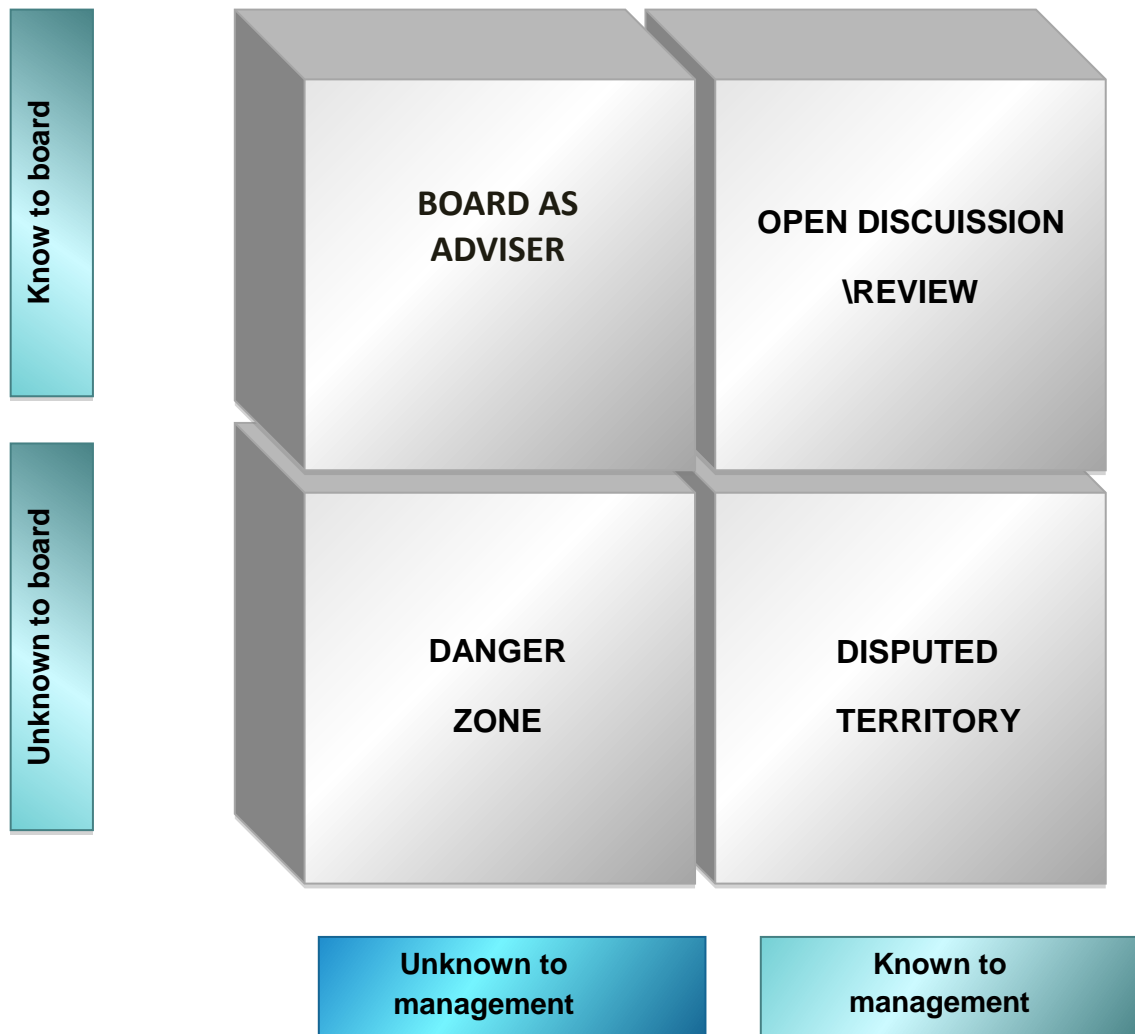 Know to board
BOARD AS
ADVISER
OPEN DISCUISSION
\REVIEW
Unknown to board
DANGER
ZONE
DISPUTED
TERRITORY
Unknown to
management
Known to
management